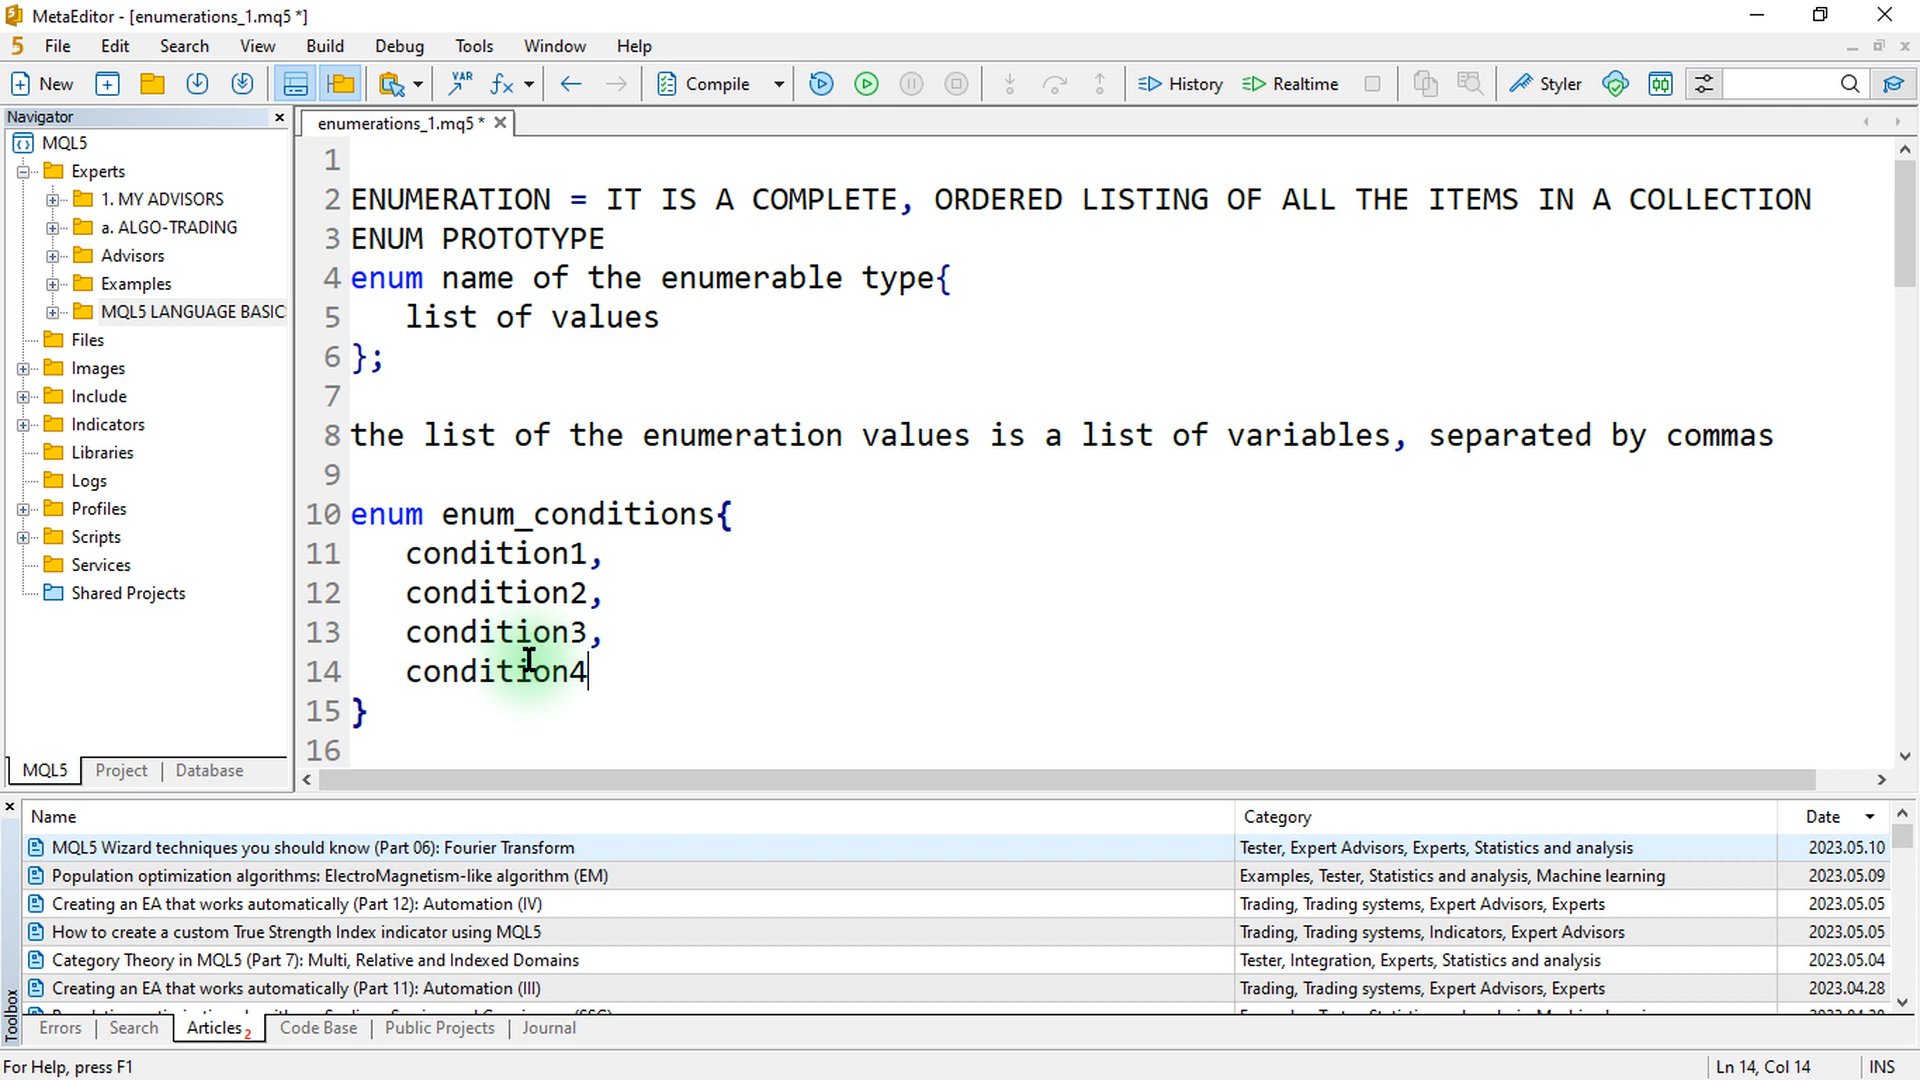 MetaEditor - [enumerations_1.mq5 *]
5 File Edit Search View Build Debug Tools Window Help
New VAR fx Compile History Realtime Styler
Navigator
MQL5
Experts
1. MY ADVISORS
a. ALGO-TRADING
Advisors
Examples
MQL5 LANGUAGE BASIC
Files
Images
Include
Indicators
Libraries
Logs
Profiles
Scripts
Services
Shared Projects
MQL5 Project Database
enumerations_1.mq5 *
1
2 ENUMERATION = IT IS A COMPLETE, ORDERED LISTING OF ALL THE ITEMS IN A COLLECTION
3 ENUM PROTOTYPE
4 enum name of the enumerable type{
5 list of values
6 };
7
8 the list of the enumeration values is a list of variables, separated by commas
9
10 enum enum_conditions{
11 condition1,
12 condition2,
13 condition3,
14 condition4
15 }
16
Name Category Date
MQL5 Wizard techniques you should know (Part 06): Fourier Transform Tester, Expert Advisors, Experts, Statistics and analysis 2023.05.10
Population optimization algorithms: ElectroMagnetism-like algorithm (EM) Examples, Tester, Statistics and analysis, Machine learning 2023.05.09
Creating an EA that works automatically (Part 12): Automation (IV) Trading, Trading systems, Expert Advisors, Experts 2023.05.05
How to create a custom True Strength Index indicator using MQL5 Trading, Trading systems, Indicators, Expert Advisors 2023.05.05
Category Theory in MQL5 (Part 7): Multi, Relative and Indexed Domains Tester, Integration, Experts, Statistics and analysis 2023.05.04
Creating an EA that works automatically (Part 11): Automation (III) Trading, Trading systems, Expert Advisors, Experts 2023.04.28
Toolbox
Errors Search Articles 2 Code Base Public Projects Journal
For Help, press F1 Ln 14, Col 14 INS